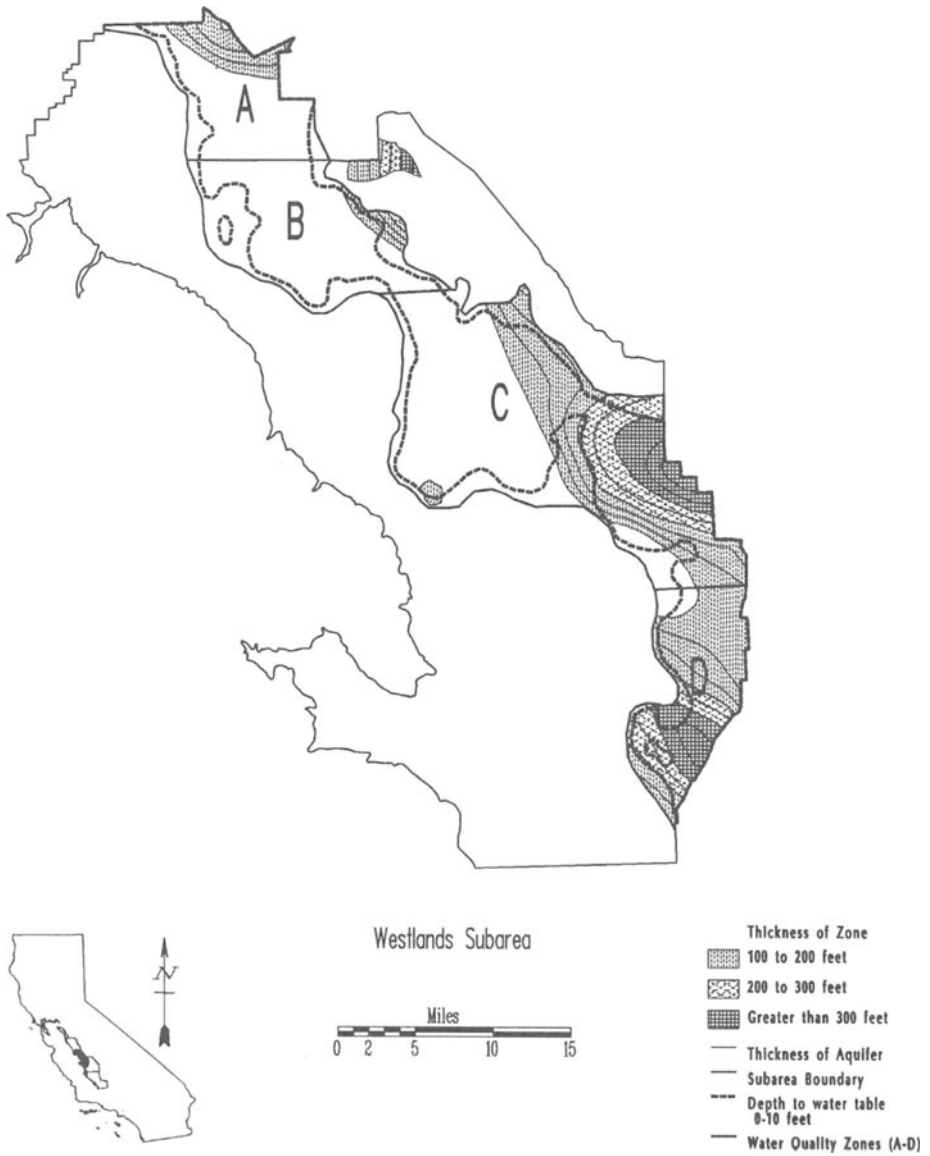 A
B
C
D
Westlands Subarea
N
Miles
0 2 5 10 15
Thickness of Zone
100 to 200 feet
200 to 300 feet
Greater than 300 feet
Thickness of Aquifer
Subarea Boundary
Depth to water table
0-10 feet
Water Quality Zones (A-D)